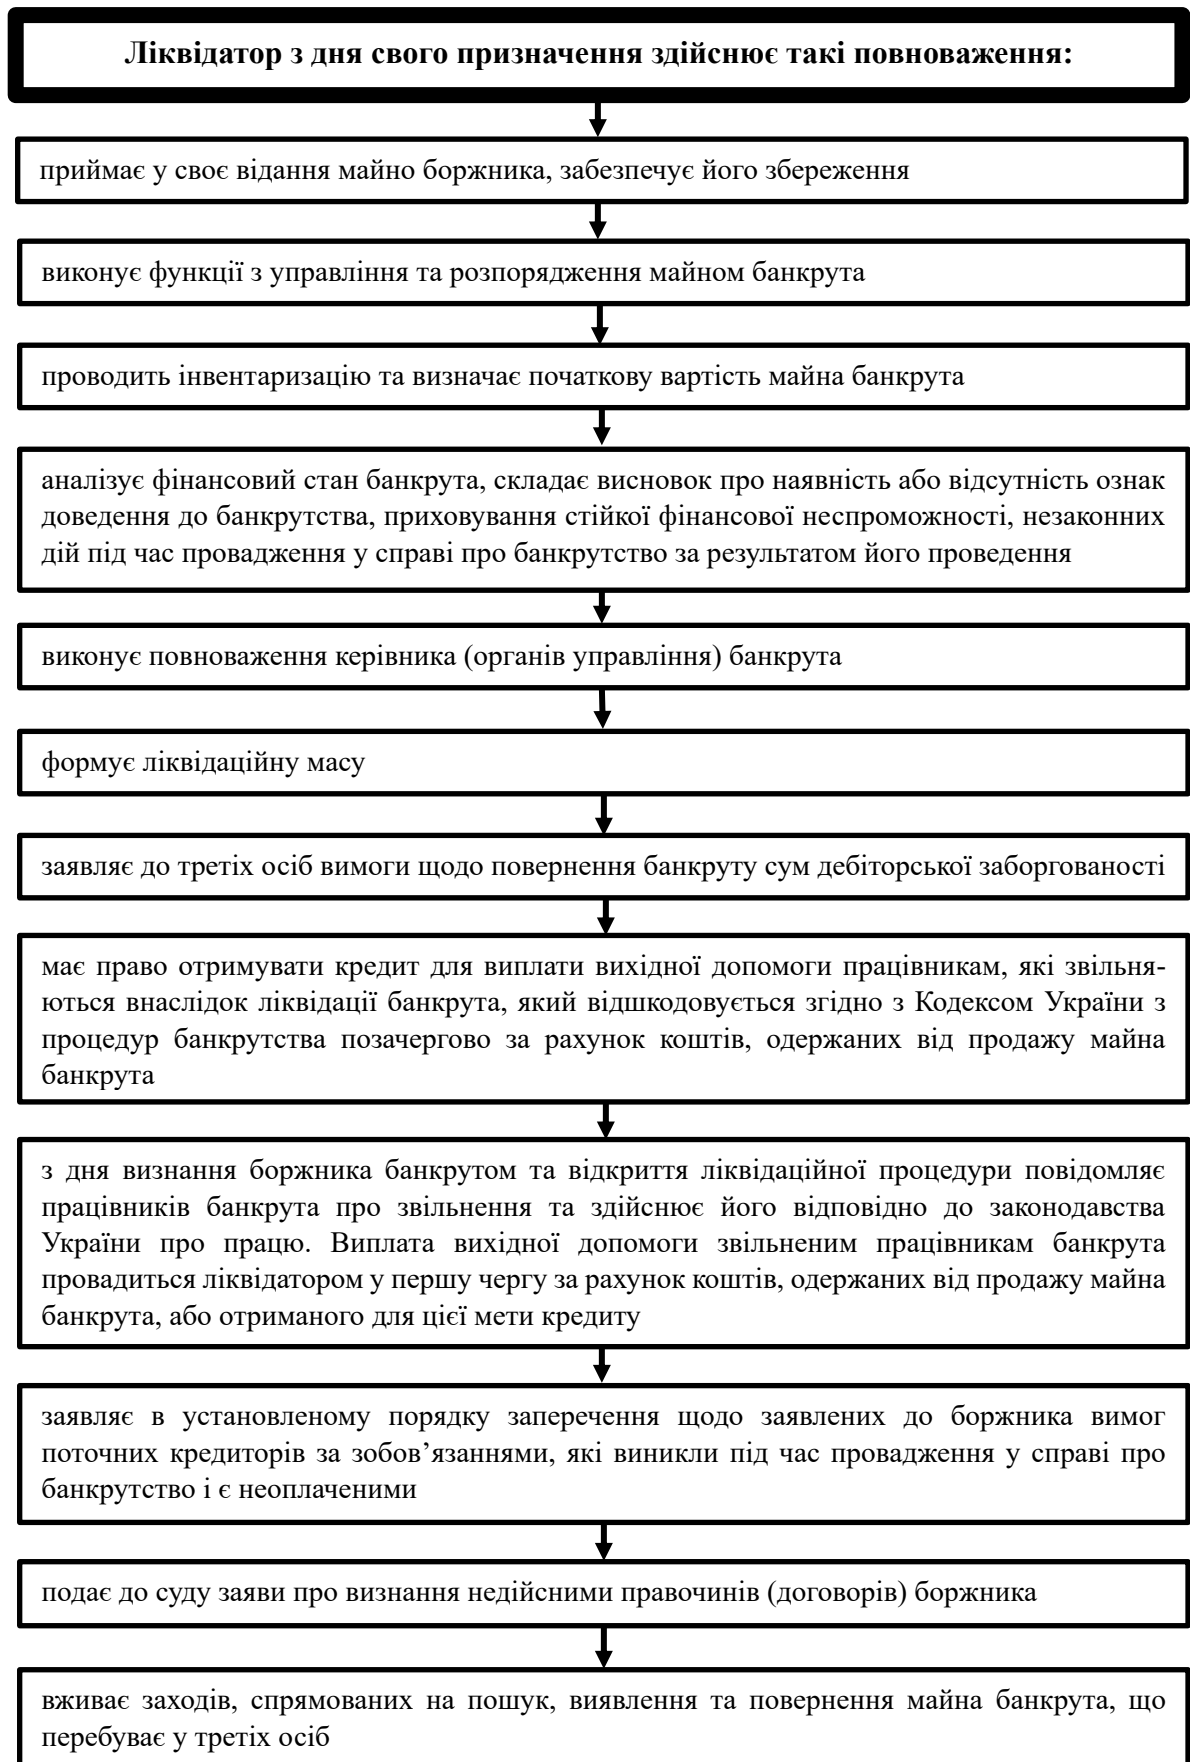 Ліквідатор з дня свого призначення здійснює такі повноваження:
приймає у своє відання майно боржника, забезпечує його збереження
виконує функції з управління та розпорядження майном банкрута
проводить інвентаризацію та визначає початкову вартість майна банкрута
аналізує фінансовий стан банкрута, складає висновок про наявність або відсутність ознак
доведення до банкрутства, приховування стійкої фінансової неспроможності, незаконних
дій під час провадження у справі про банкрутство за результатом його проведення
виконує повноваження керівника (органів управління) банкрута
формує ліквідаційну масу
заявляє до третіх осіб вимоги щодо повернення банкруту сум дебіторської заборгованості
має право отримувати кредит для виплати вихідної допомоги працівникам, які звільня-
ються внаслідок ліквідації банкрута, який відшкодовується згідно з Кодексом України з
процедур банкрутства позачергово за рахунок коштів, одержаних від продажу майна
банкрута
з дня визнання боржника банкрутом та відкриття ліквідаційної процедури повідомляє
працівників банкрута про звільнення та здійснює його відповідно до законодавства
України про працю. Виплата вихідної допомоги звільненим працівникам банкрута
провадиться ліквідатором у першу чергу за рахунок коштів, одержаних від продажу майна
банкрута, або отриманого для цієї мети кредиту
заявляє в установленому порядку заперечення щодо заявлених до боржника вимог
поточних кредиторів за зобов’язаннями, які виникли під час провадження у справі про
банкрутство і є неоплаченими
подає до суду заяви про визнання недійсними правочинів (договорів) боржника
вживає заходів, спрямованих на пошук, виявлення та повернення майна банкрута, що
перебуває у третіх осіб